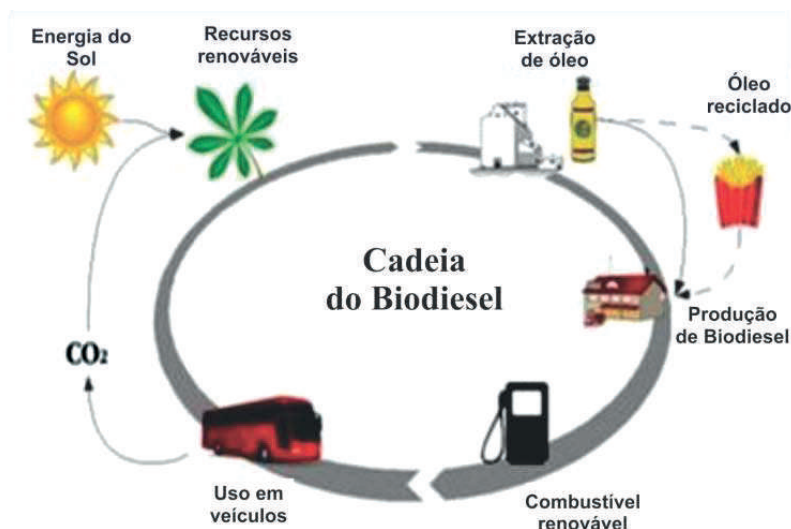 Energia do
Sol
Recursos
renováveis
Extração
de óleo
Óleo
reciclado
Cadeia
do Biodiesel
Produção
de Biodiesel
CO₂
Uso em
veículos
Combustível
renovável